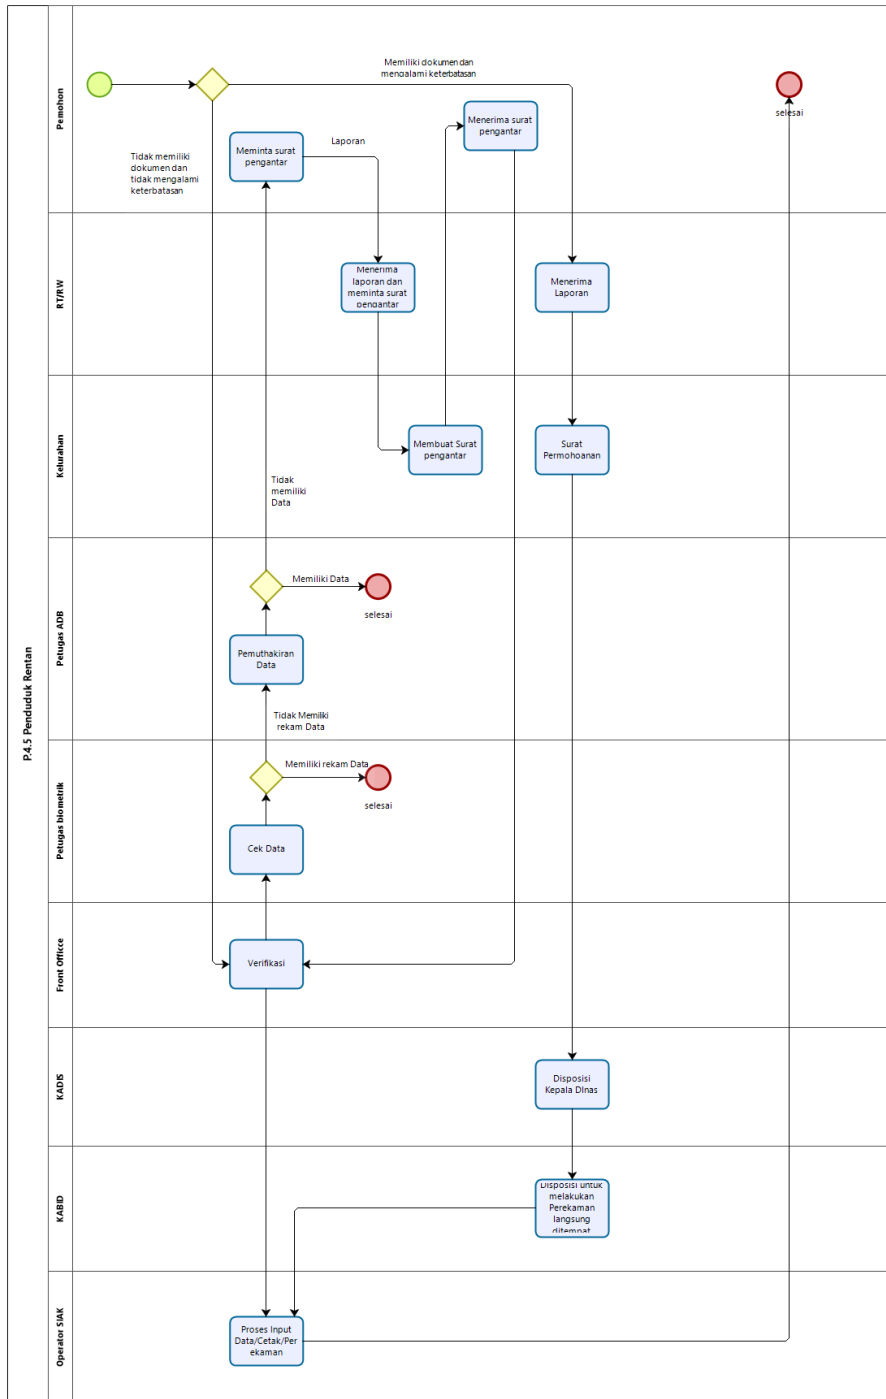 P.4.5 Penduduk Rentan
Pemohon
Memiliki dokumen dan
mengalami keterbatasan
selesai
Menerima surat
pengantar
Meminta surat
pengantar
Laporan
Tidak memiliki
dokumen dan
tidak mengalami
keterbatasan
RT/RW
Menerima
laporan dan
meminta surat
pengantar
Menerima
Laporan
Kelurahan
Membuat Surat
pengantar
Surat
Permohoanan
Tidak
memiliki
Data
Petugas ADB
Memiliki Data
selesai
Pemuthakiran
Data
Tidak Memiliki
rekam Data
Petugas biometrik
Memiliki rekam Data
selesai
Cek Data
Front Officce
Verifikasi
KADIS
Disposisi
Kepala DInas
KABID
Disposisi untuk
melakukan
Perekaman
langsung
ditempat
Operator SIAK
Proses Input
Data/Cetak/Per
ekaman